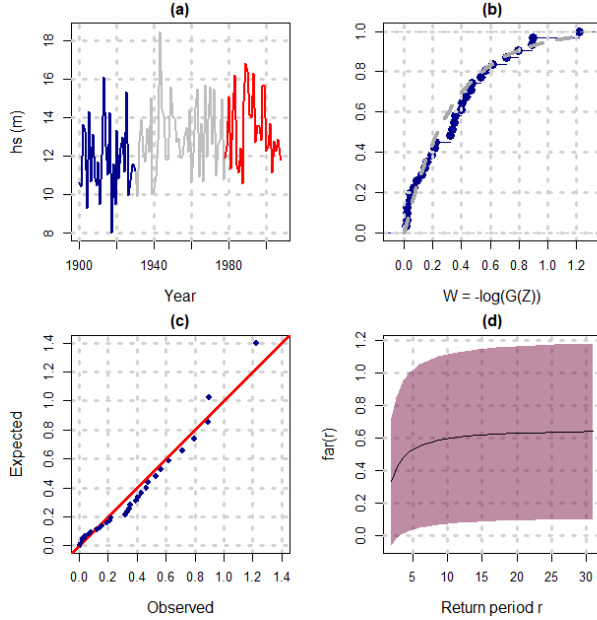 (a)
hs (m)
18
16
14
12
10
8
1900
1940
1980
Year
(b)
1.0
0.8
0.6
0.4
0.2
0.0
0.0 0.2 0.4 0.6 0.8 1.0 1.2
W = -log(G(Z))
(c)
Expected
1.4
1.2
1.0
0.8
0.6
0.4
0.2
0.0
0.0 0.2 0.4 0.6 0.8 1.0 1.2 1.4
Observed
(d)
far(r)
1.2
1.0
0.8
0.6
0.4
0.2
0.0
5 10 15 20 25 30
Return period r